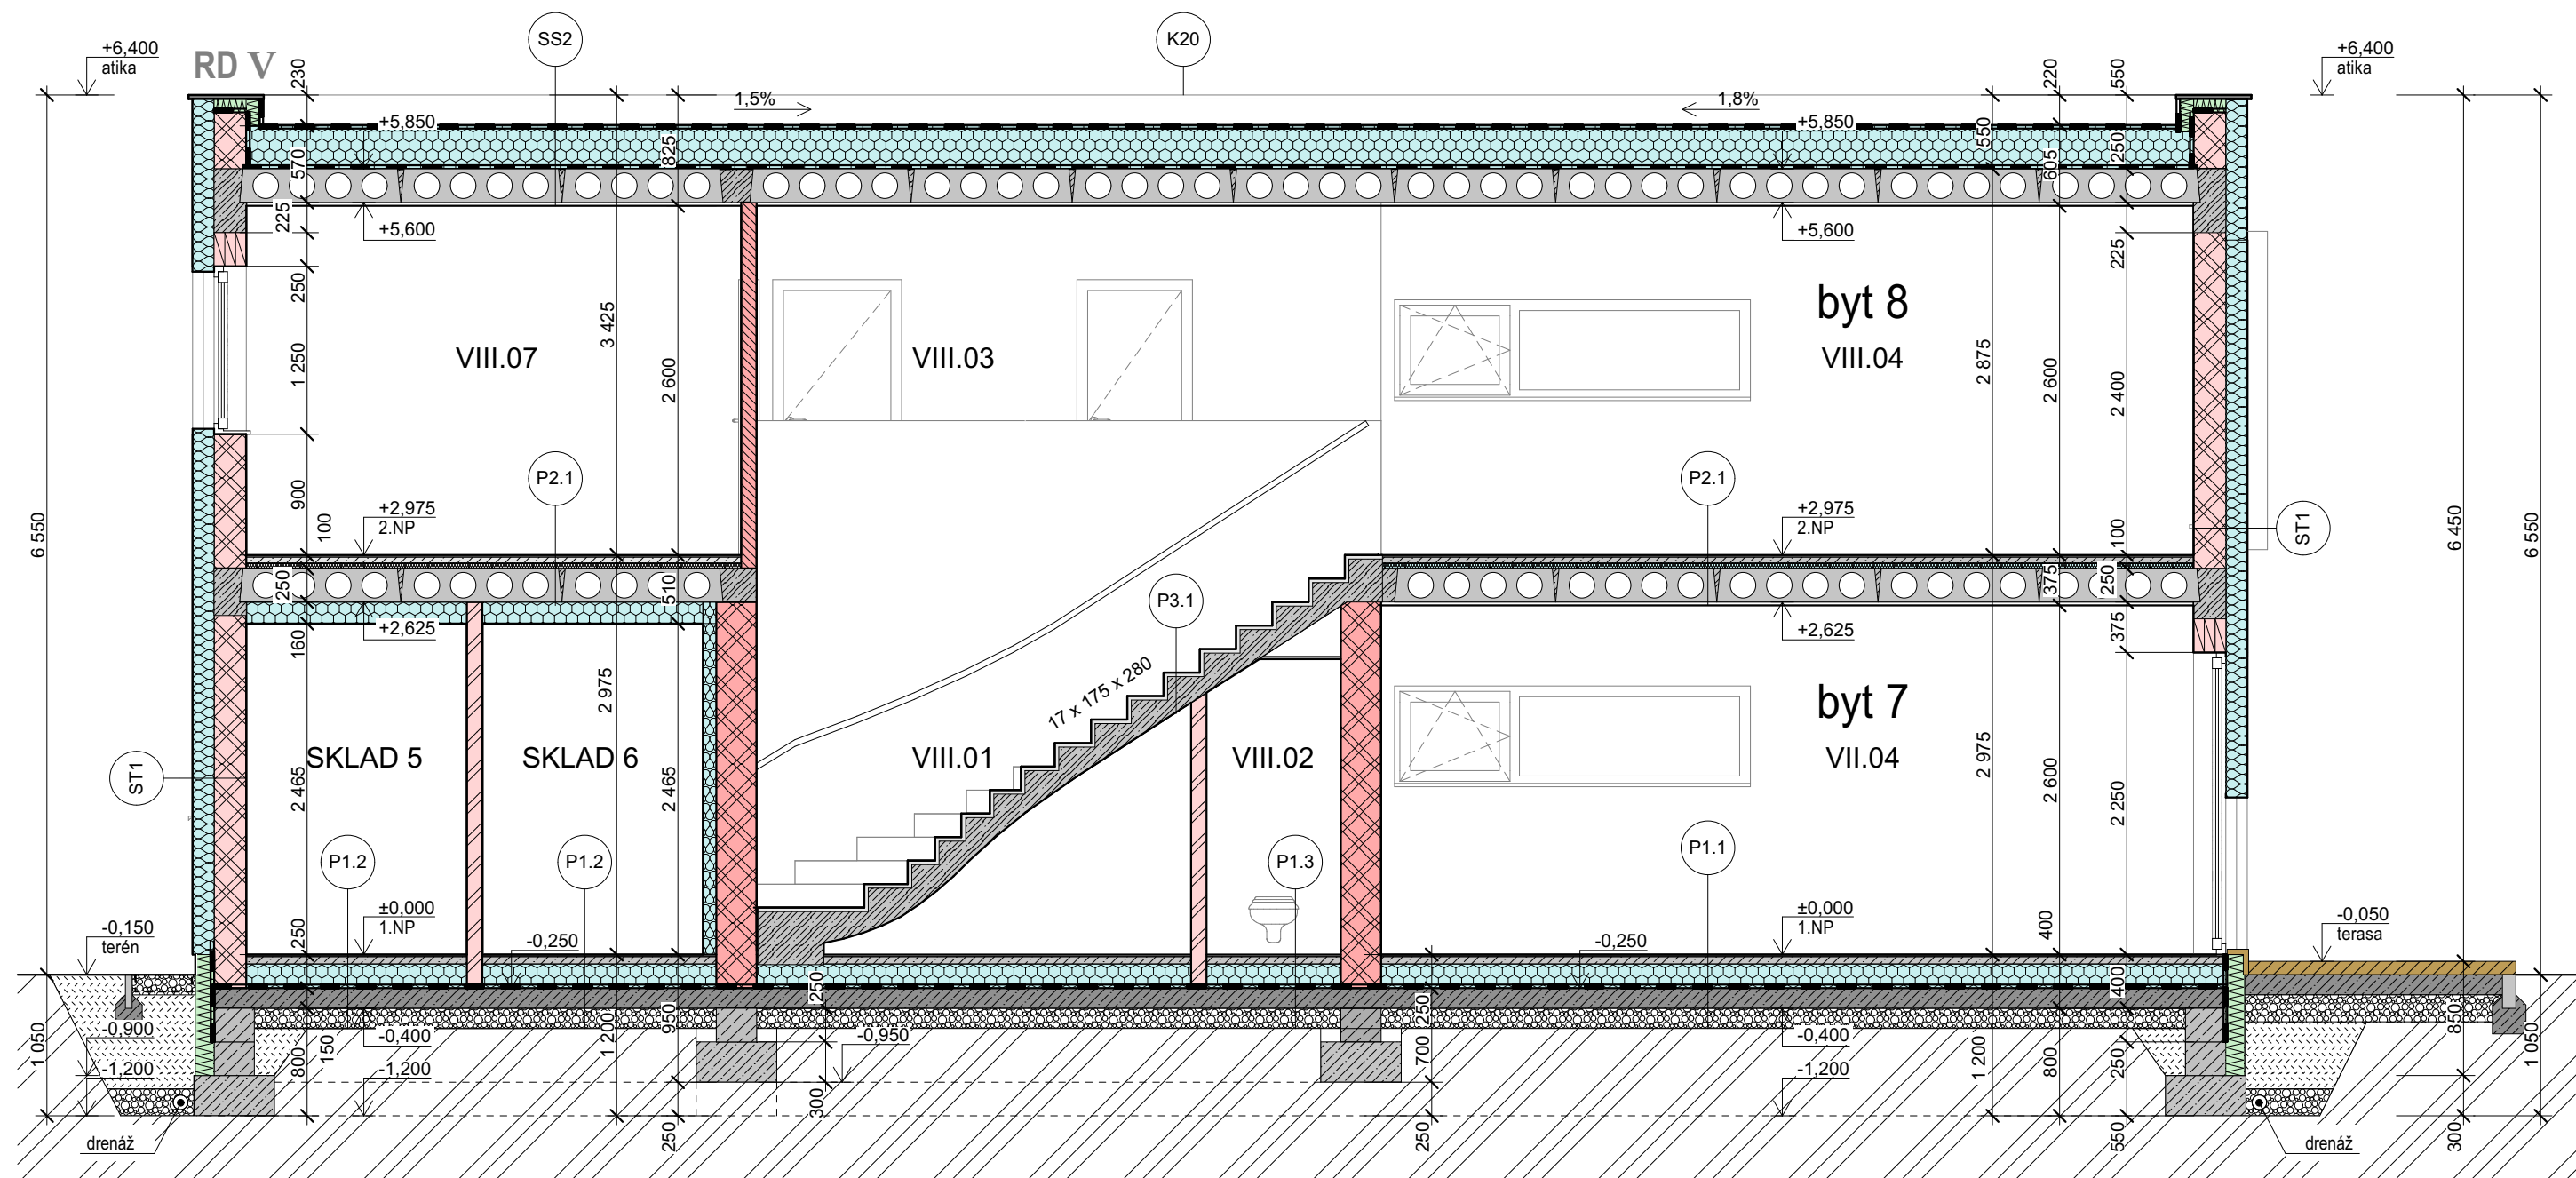 +6,400
atika
RD V
230
SS2
K20
220
550
+6,400
atika
1,5%
1,8%
+5,850
+5,850
570
825
550
605
250
225
+5,600
+5,600
225
250
1 250
3 425
2 600
VIII.07
VIII.03
byt 8
VIII.04
2 875
2 600
2 400
900
100
P2.1
P2.1
+2,975
2.NP
+2,975
2.NP
100
ST1
6 550
6 450
6 550
250
510
375
250
P3.1
160
+2,625
+2,625
375
17 x 175 x 280
2 975
byt 7
SKLAD 5
SKLAD 6
VIII.01
VIII.02
VII.04
ST1
2 465
2 465
2 975
2 600
2 250
P1.2
P1.2
P1.3
P1.1
±0,000
1.NP
±0,000
1.NP
-0,150
terén
250
-0,250
-0,250
400
-0,050
terasa
250
250
400
-0,900
1 050
800
150
-0,400
1 200
950
-0,950
700
-0,400
1 200
800
250
850
1 050
-1,200
-1,200
-1,200
300
drenáž
250
250
550
300
drenáž